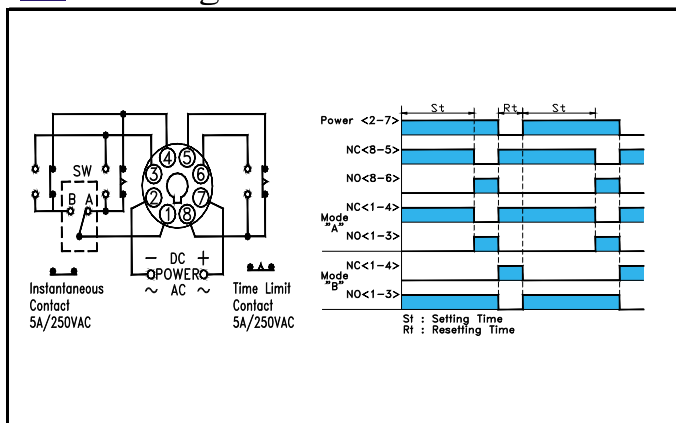 SW
B A
1 2 3 4 5 6 7 8
− DC +
POWER
~ AC ~
Instantaneous
Contact
5A/250VAC
Time Limit
Contact
5A/250VAC
St Rt St
Power <2-7>
NC<8-5>
NO<8-6>
Mode
"A"
NC<1-4>
NO<1-3>
Mode
"B"
NC<1-4>
NO<1-3>
St : Setting Time
Rt : Resetting Time